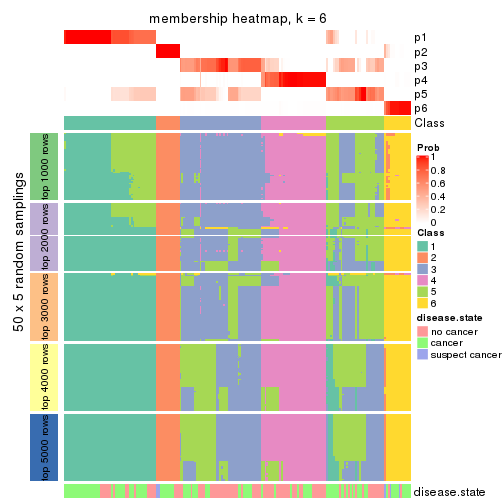 membership heatmap, k = 6
p1
p2
p3
p4
p5
p6
Class
50 x 5 random samplings
top 1000 rows
top 2000 rows
top 3000 rows
top 4000 rows
top 5000 rows
Prob
1
0.8
0.6
0.4
0.2
0
Class
1
2
3
4
5
6
disease.state
no cancer
cancer
suspect cancer
disease.state